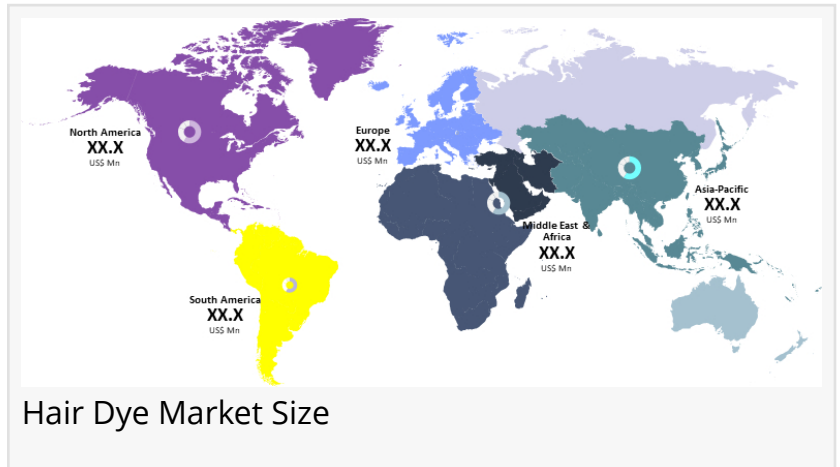 North America
XX.X
US$ Mn
Europe
XX.X
US$ Mn
Asia-Pacific
XX.X
US$ Mn
Middle East &
Africa
XX.X
US$ Mn
South America
XX.X
US$ Mn
Hair Dye Market Size